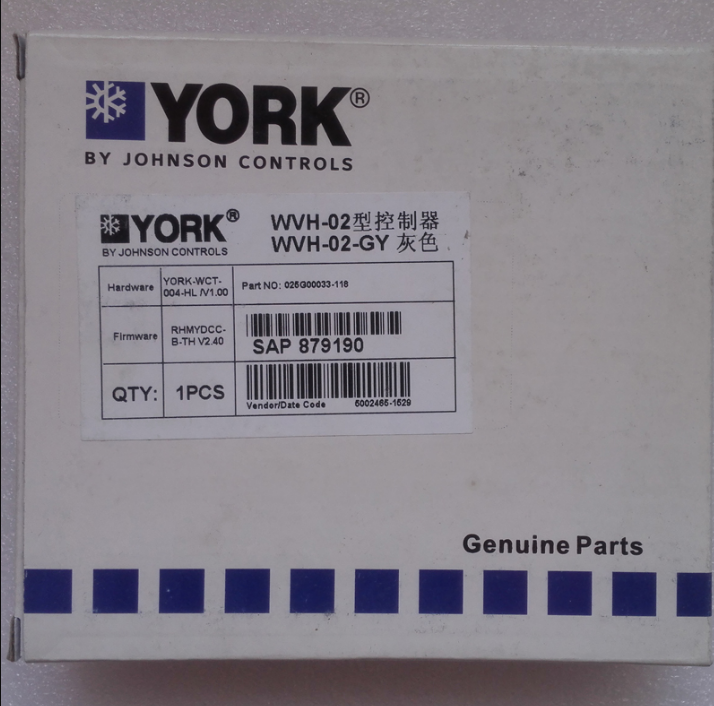 YORK®
BY JOHNSON CONTROLS
YORK®
BY JOHNSON CONTROLS
WVH-02型控制器
WVH-02-GY 灰色
Hardware
YORK-WCT-
004-HL /V1.00
Part NO: 025G00033-116
Firmware
RHMYDCC-
B-TH V2.40
SAP 879190
QTY:
1PCS
Vendor/Date Code 5002465-1529
Genuine Parts